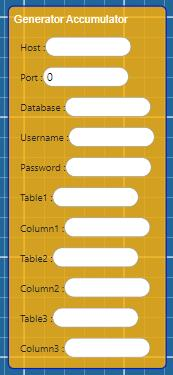 Generator Accumulator
Host :
Port : 0
Database :
Username :
Password :
Table1 :
Column1 :
Table2 :
Column2 :
Table3 :
Column3 :